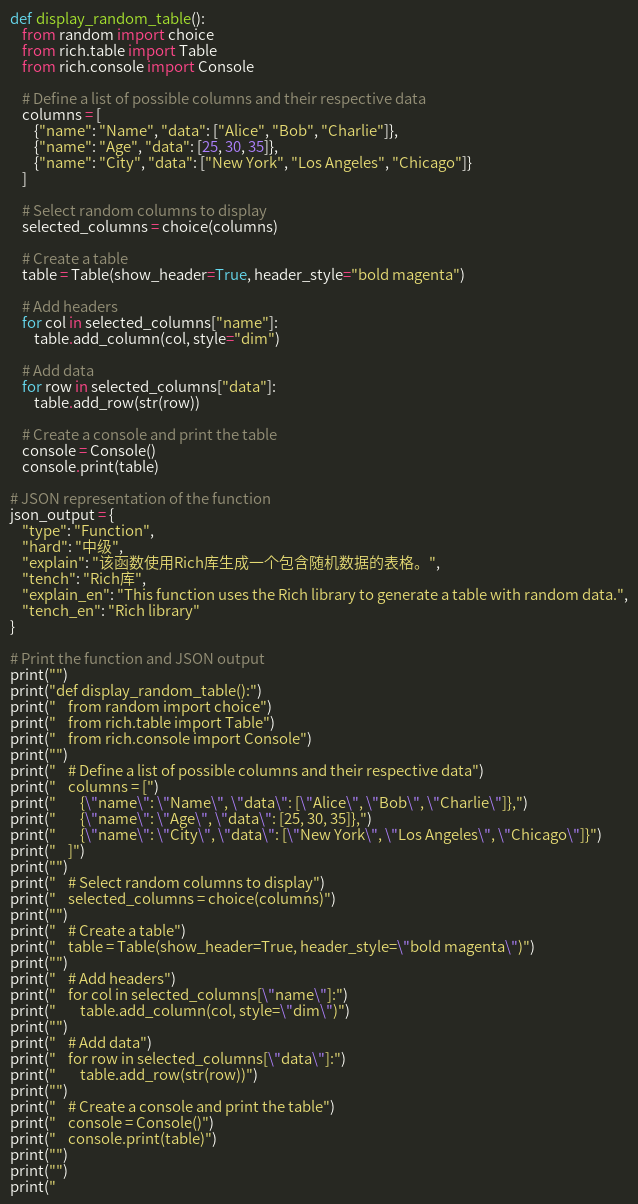 def display_random_table():
    from random import choice
    from rich.table import Table
    from rich.console import Console

    # Define a list of possible columns and their respective data
    columns = [
        {"name": "Name", "data": ["Alice", "Bob", "Charlie"]},
        {"name": "Age", "data": [25, 30, 35]},
        {"name": "City", "data": ["New York", "Los Angeles", "Chicago"]}
    ]

    # Select random columns to display
    selected_columns = choice(columns)

    # Create a table
    table = Table(show_header=True, header_style="bold magenta")

    # Add headers
    for col in selected_columns["name"]:
        table.add_column(col, style="dim")

    # Add data
    for row in selected_columns["data"]:
        table.add_row(str(row))

    # Create a console and print the table
    console = Console()
    console.print(table)

# JSON representation of the function
json_output = {
    "type": "Function",
    "hard": "中级",
    "explain": "该函数使用Rich库生成一个包含随机数据的表格。",
    "tench": "Rich库",
    "explain_en": "This function uses the Rich library to generate a table with random data.",
    "tench_en": "Rich library"
}

# Print the function and JSON output
print("")
print("def display_random_table():")
print("    from random import choice")
print("    from rich.table import Table")
print("    from rich.console import Console")
print("")
print("    # Define a list of possible columns and their respective data")
print("    columns = [")
print("        {\"name\": \"Name\", \"data\": [\"Alice\", \"Bob\", \"Charlie\"]},")
print("        {\"name\": \"Age\", \"data\": [25, 30, 35]},")
print("        {\"name\": \"City\", \"data\": [\"New York\", \"Los Angeles\", \"Chicago\"]}")
print("    ]")
print("")
print("    # Select random columns to display")
print("    selected_columns = choice(columns)")
print("")
print("    # Create a table")
print("    table = Table(show_header=True, header_style=\"bold magenta\")")
print("")
print("    # Add headers")
print("    for col in selected_columns[\"name\"]:")
print("        table.add_column(col, style=\"dim\")")
print("")
print("    # Add data")
print("    for row in selected_columns[\"data\"]:")
print("        table.add_row(str(row))")
print("")
print("    # Create a console and print the table")
print("    console = Console()")
print("    console.print(table)")
print("")
print("")
print("